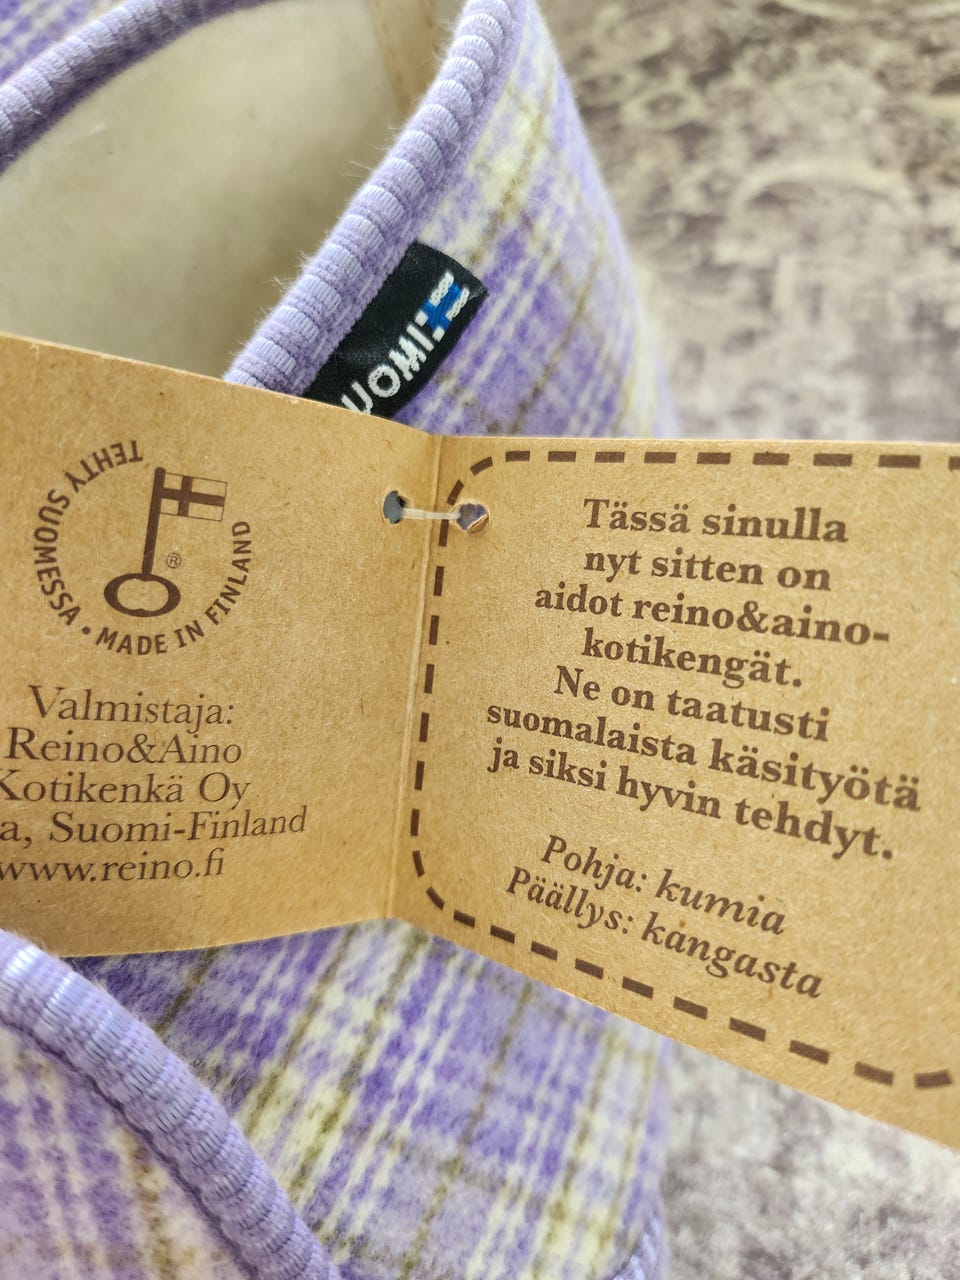 UOMI
TEHTY SUOMESSA • MADE IN FINLAND
®
Valmistaja:
Reino&Aino
Kotikenkä Oy
a, Suomi-Finland
www.reino.fi
Tässä sinulla
nyt sitten on
aidot reino&aino-
kotikengät.
Ne on taatusti
suomalaista käsityötä
ja siksi hyvin tehdyt.
Pohja: kumia
Päällys: kangasta